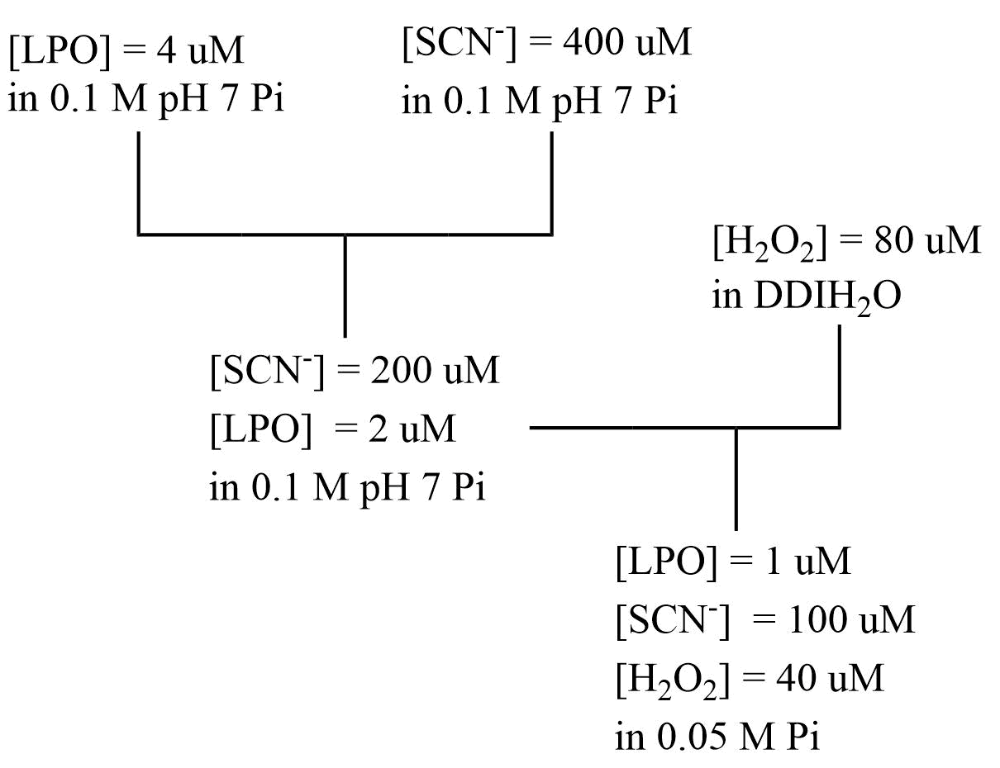 [LPO] = 4 uM
in 0.1 M pH 7 Pi
[SCN⁻] = 400 uM
in 0.1 M pH 7 Pi
[H₂O₂] = 80 uM
in DDIH₂O
[SCN⁻] = 200 uM
[LPO] = 2 uM
in 0.1 M pH 7 Pi
[LPO] = 1 uM
[SCN⁻] = 100 uM
[H₂O₂] = 40 uM
in 0.05 M Pi